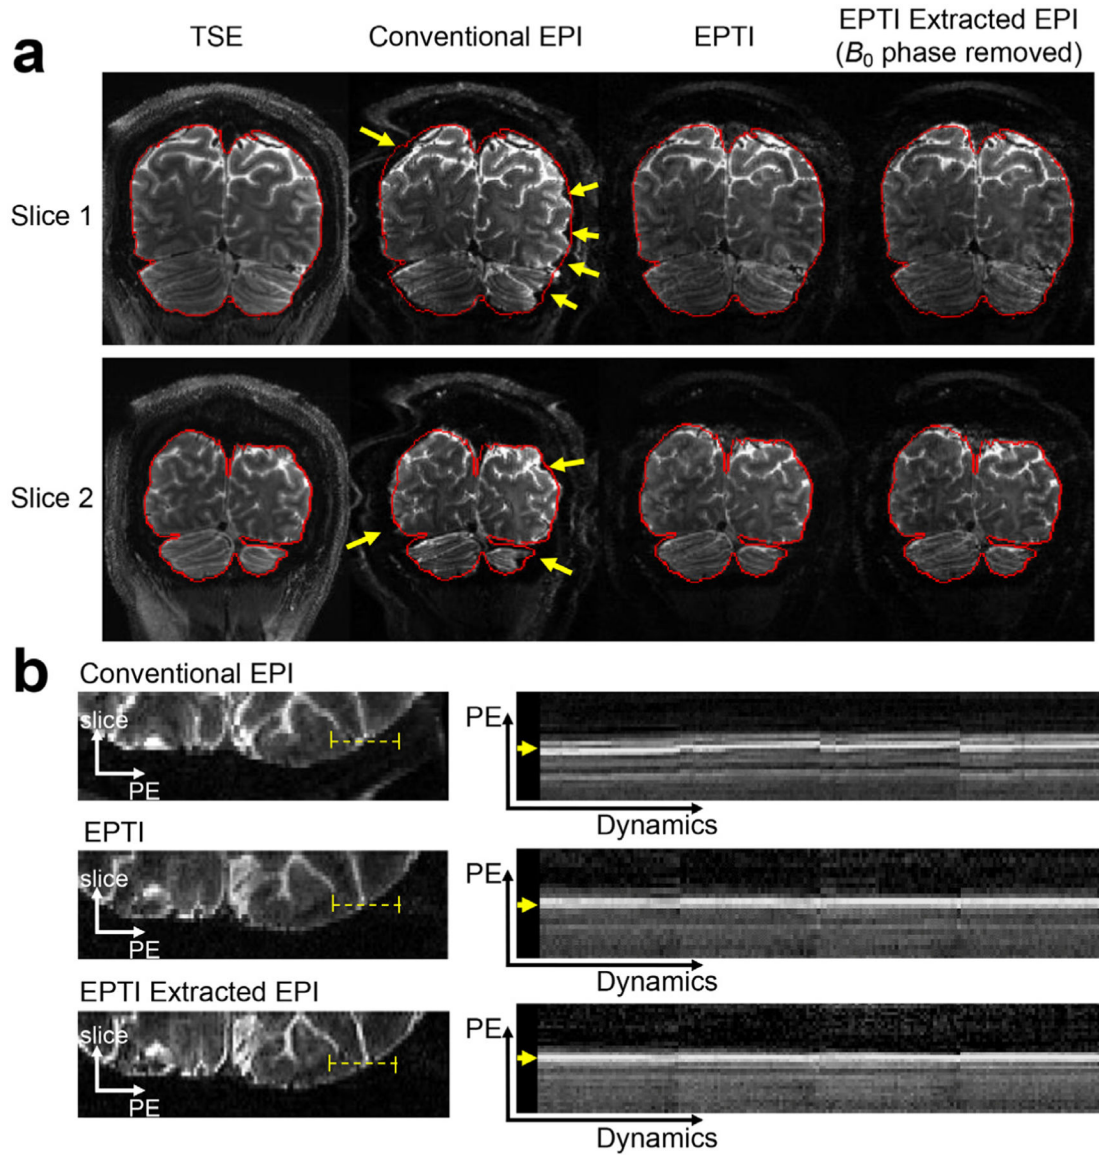 a
TSE
Conventional EPI
EPTI
EPTI Extracted EPI
(B0 phase removed)
Slice 1
Slice 2
b
Conventional EPI
slice
PE
PE
Dynamics
EPTI
slice
PE
PE
Dynamics
EPTI Extracted EPI
slice
PE
PE
Dynamics